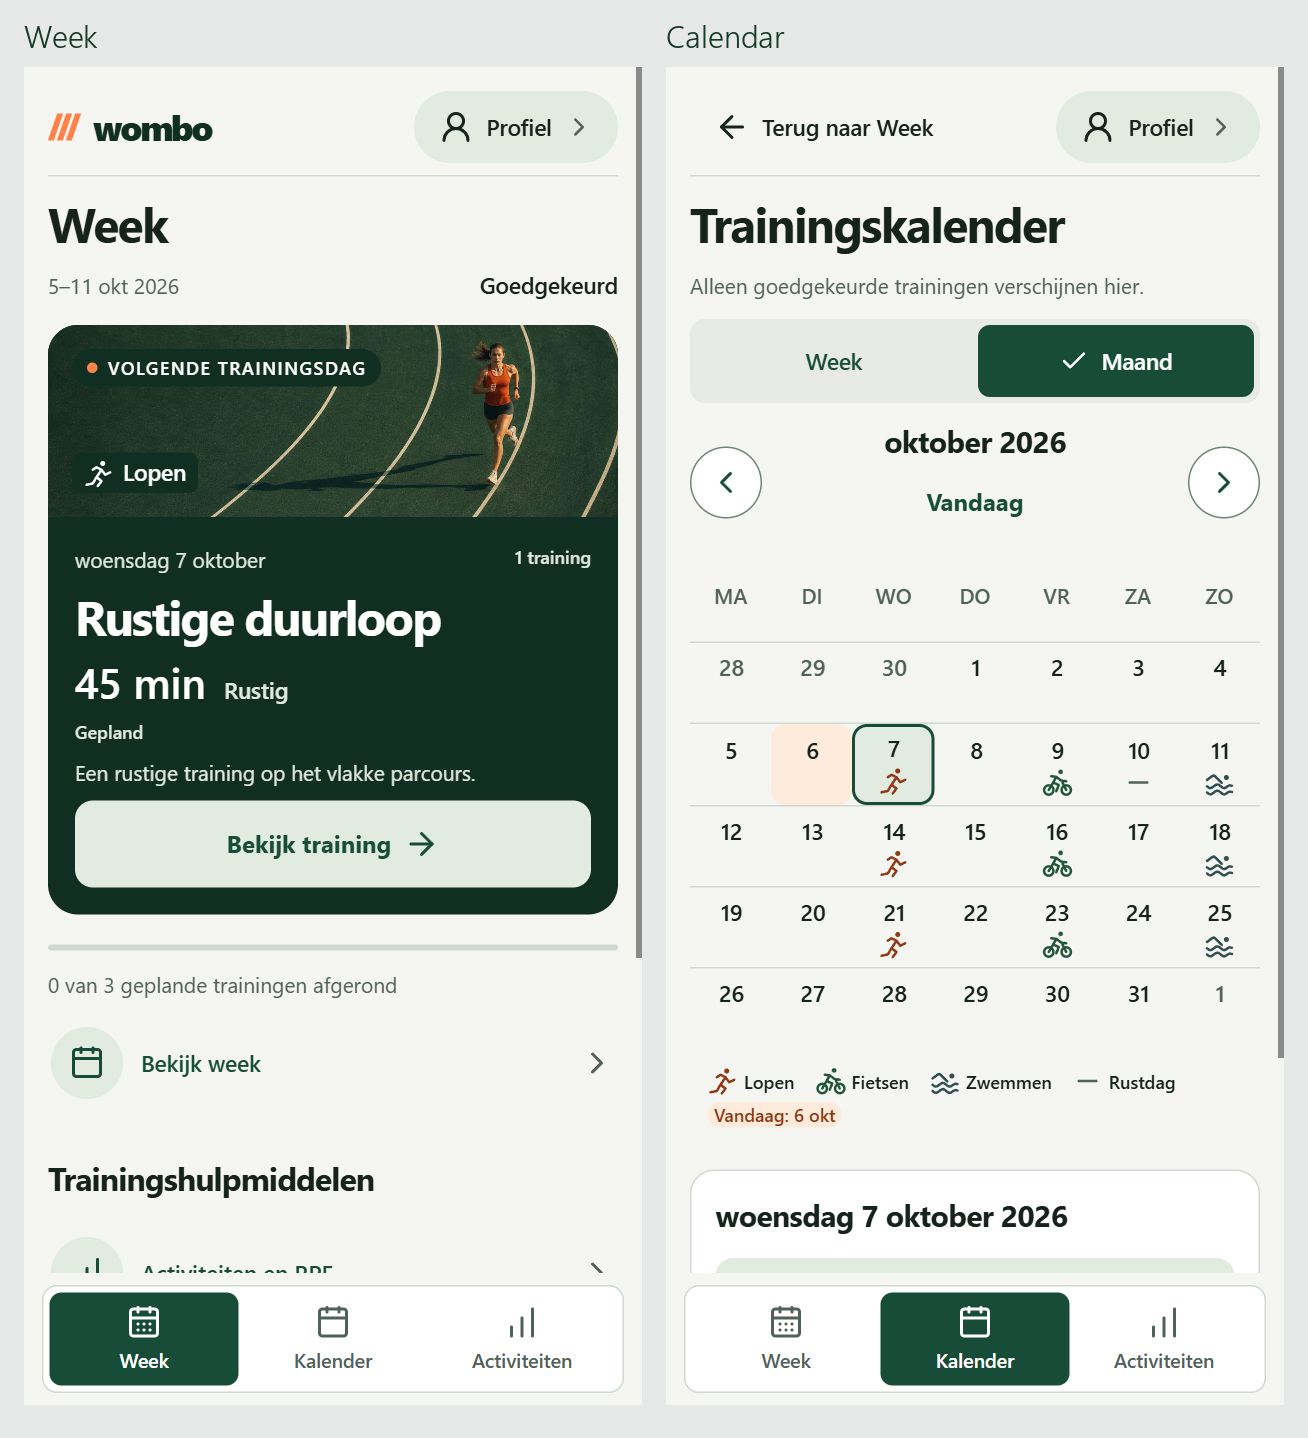 Week
wombo
Profiel
Week
5–11 okt 2026
Goedgekeurd
VOLGENDE TRAININGSDAG
Lopen
woensdag 7 oktober
1 training
Rustige duurloop
45 min Rustig
Gepland
Een rustige training op het vlakke parcours.
Bekijk training
0 van 3 geplande trainingen afgerond
Bekijk week
Trainingshulpmiddelen
Activiteiten en RPE
Week
Kalender
Activiteiten
Calendar
Terug naar Week
Profiel
Trainingskalender
Alleen goedgekeurde trainingen verschijnen hier.
Week
Maand
oktober 2026
Vandaag
MA DI WO DO VR ZA ZO
28 29 30 1 2 3 4
5 6 7 8 9 10 11
12 13 14 15 16 17 18
19 20 21 22 23 24 25
26 27 28 29 30 31 1
Lopen Fietsen Zwemmen Rustdag
Vandaag: 6 okt
woensdag 7 oktober 2026
Week
Kalender
Activiteiten